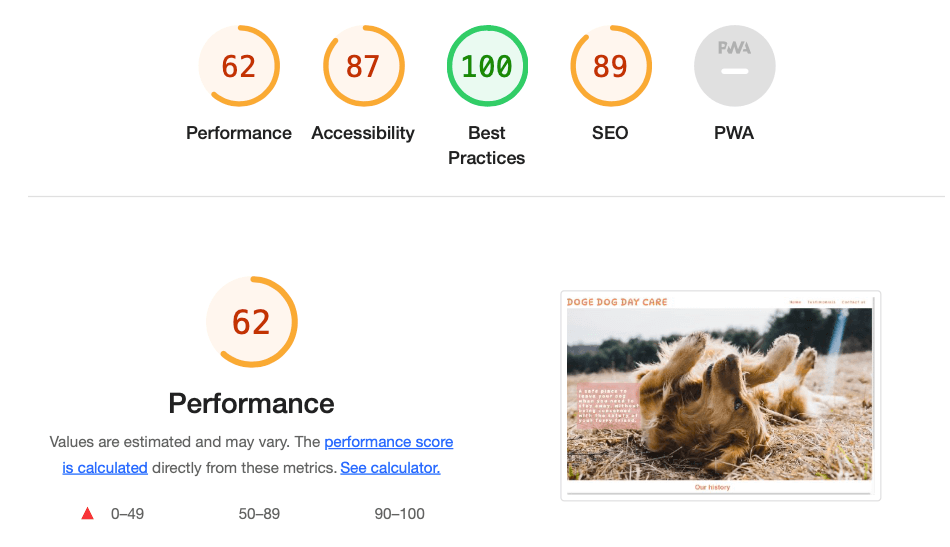 62
87
100
89
PWA
Performance
Accessibility
Best
Practices
SEO
PWA
62
Performance
Values are estimated and may vary. The performance score
is calculated directly from these metrics. See calculator.
0–49
50–89
90–100
DOGE DOG DAY CARE
Home Testimonials Contact us
A safe place to
leave your dog
when you need to
stay away, without
being concerned
with the safety of
your furry friend.
Our history